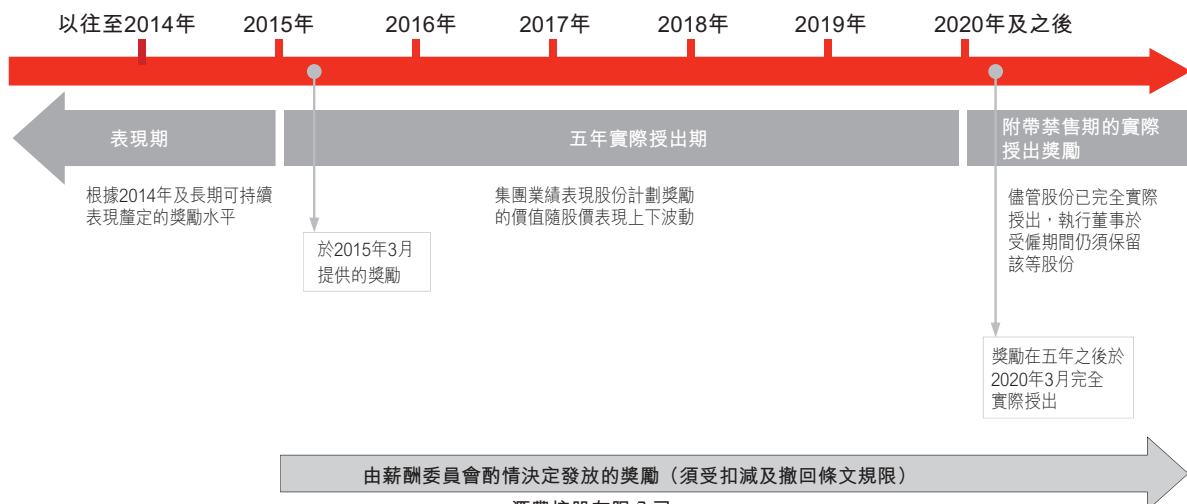 以往至2014年
2015年
2016年
2017年
2018年
2019年
2020年及之後
表現期
五年實際授出期
附帶禁售期的實際
授出獎勵
根據2014年及長期可持續
表現釐定的獎勵水平
集團業績表現股份計劃獎勵
的價值隨股價表現上下波動
儘管股份已完全實際
授出，執行董事於
受僱期間仍須保留
該等股份
於2015年3月
提供的獎勵
獎勵在五年之後於
2020年3月完全
實際授出
由薪酬委員會酌情決定發放的獎勵（須受扣減及撤回條文規限）